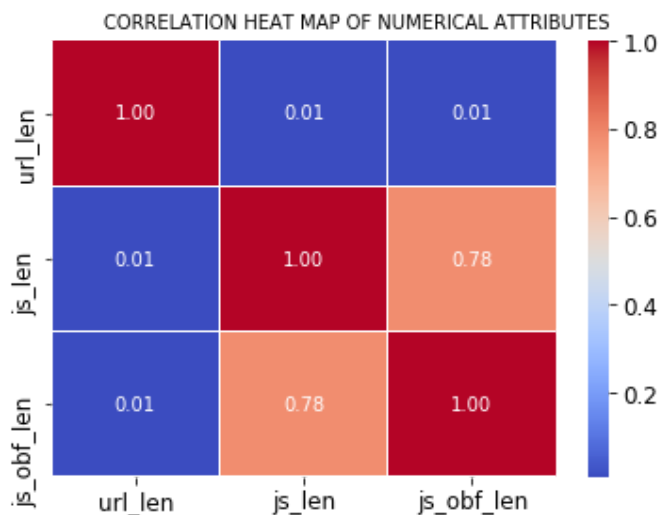 CORRELATION HEAT MAP OF NUMERICAL ATTRIBUTES
url_len 1.00 0.01 0.01
js_len 0.01 1.00 0.78
js_obf_len 0.01 0.78 1.00
url_len js_len js_obf_len
1.0
0.8
0.6
0.4
0.2